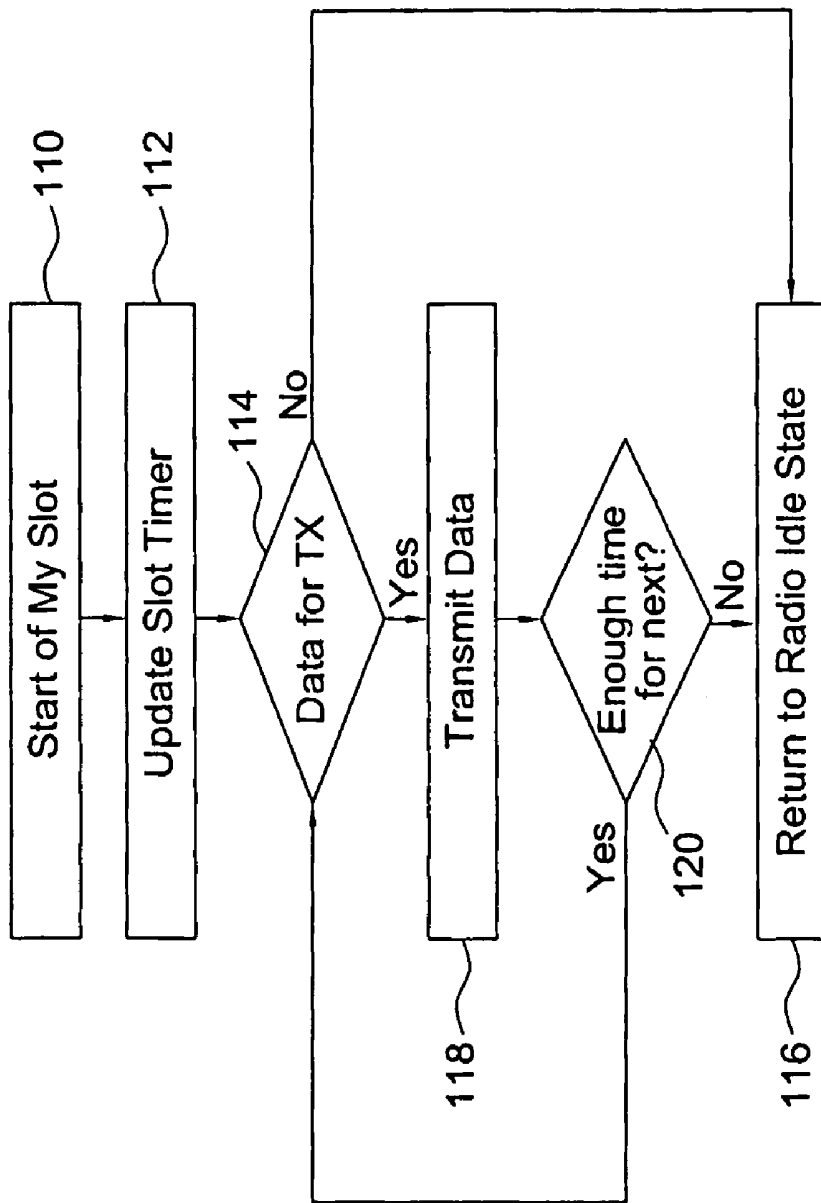 Start of My Slot
110
Update Slot Timer
112
114
Data for TX
No
Yes
Transmit Data
118
Enough time
for next?
Yes
No
120
Return to Radio Idle State
116